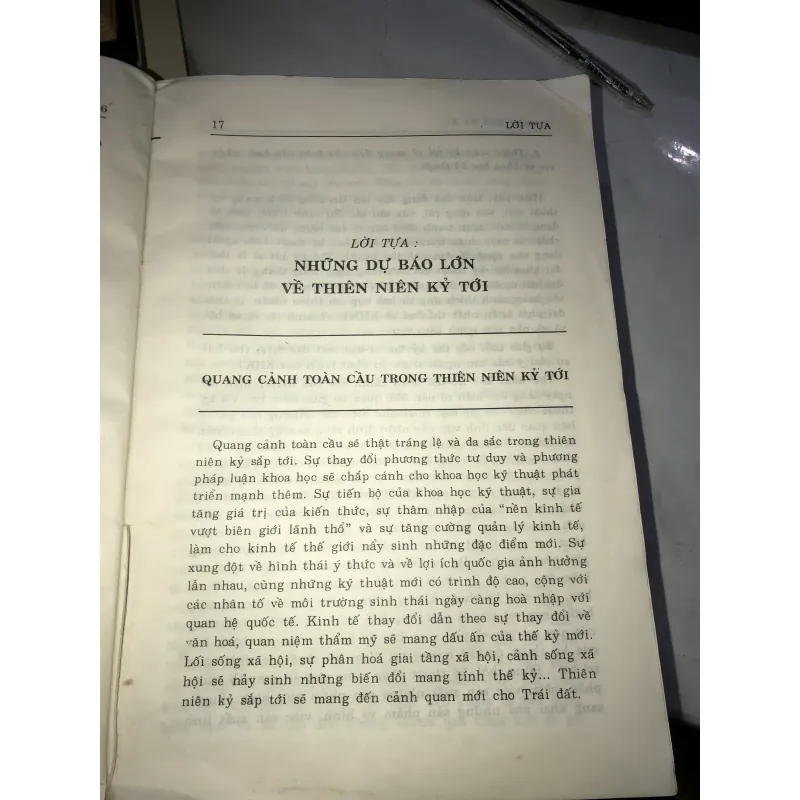 6
17 LỜI TỰA
LỜI TỰA :
NHỮNG DỰ BÁO LỚN
VỀ THIÊN NIÊN KỶ TỚI
QUANG CẢNH TOÀN CẦU TRONG THIÊN NIÊN KỶ TỚI
Quang cảnh toàn cầu sẽ thật tráng lệ và đa sắc trong thiên
niên kỷ sắp tới. Sự thay đổi phương thức tư duy và phương
pháp luận khoa học sẽ chắp cánh cho khoa học kỹ thuật phát
triển mạnh thêm. Sự tiến bộ của khoa học kỹ thuật, sự gia
tăng giá trị của kiến thức, sự thâm nhập của “nền kinh tế
vượt biên giới lãnh thổ” và sự tăng cường quản lý kinh tế,
làm cho kinh tế thế giới nẩy sinh những đặc điểm mới. Sự
xung đột về hình thái ý thức và về lợi ích quốc gia ảnh hưởng
lẫn nhau, cùng những kỹ thuật mới có trình độ cao, cộng với
các nhân tố về môi trường sinh thái ngày càng hoà nhập với
quan hệ quốc tế. Kinh tế thay đổi dẫn theo sự thay đổi về
văn hoá, quan niệm thẩm mỹ sẽ mang dấu ấn của thế kỷ mới.
Lối sống xã hội, sự phân hoá giai tầng xã hội, cảnh sống xã
hội sẽ nảy sinh những biến đổi mang tính thế kỷ... Thiên
niên kỷ sắp tới sẽ mang đến cảnh quan mới cho Trái đất.